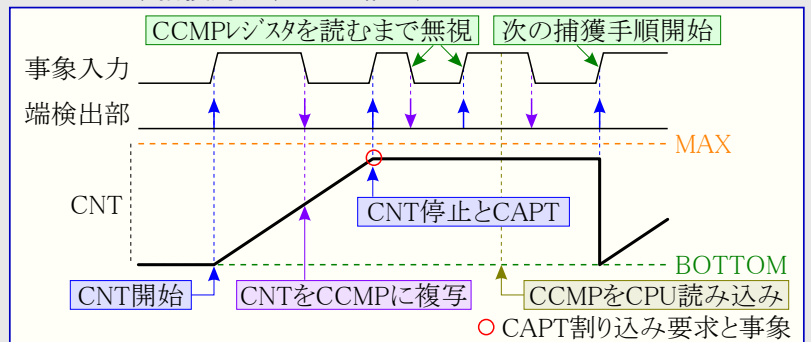 CCMPﾚｼﾞｽﾀを読むまで無視
次の捕獲手順開始
事象入力
端検出部
MAX
CNT
CNT停止とCAPT
BOTTOM
CNT開始
CNTをCCMPに複写
CCMPをCPU読み込み
CAPT割り込み要求と事象